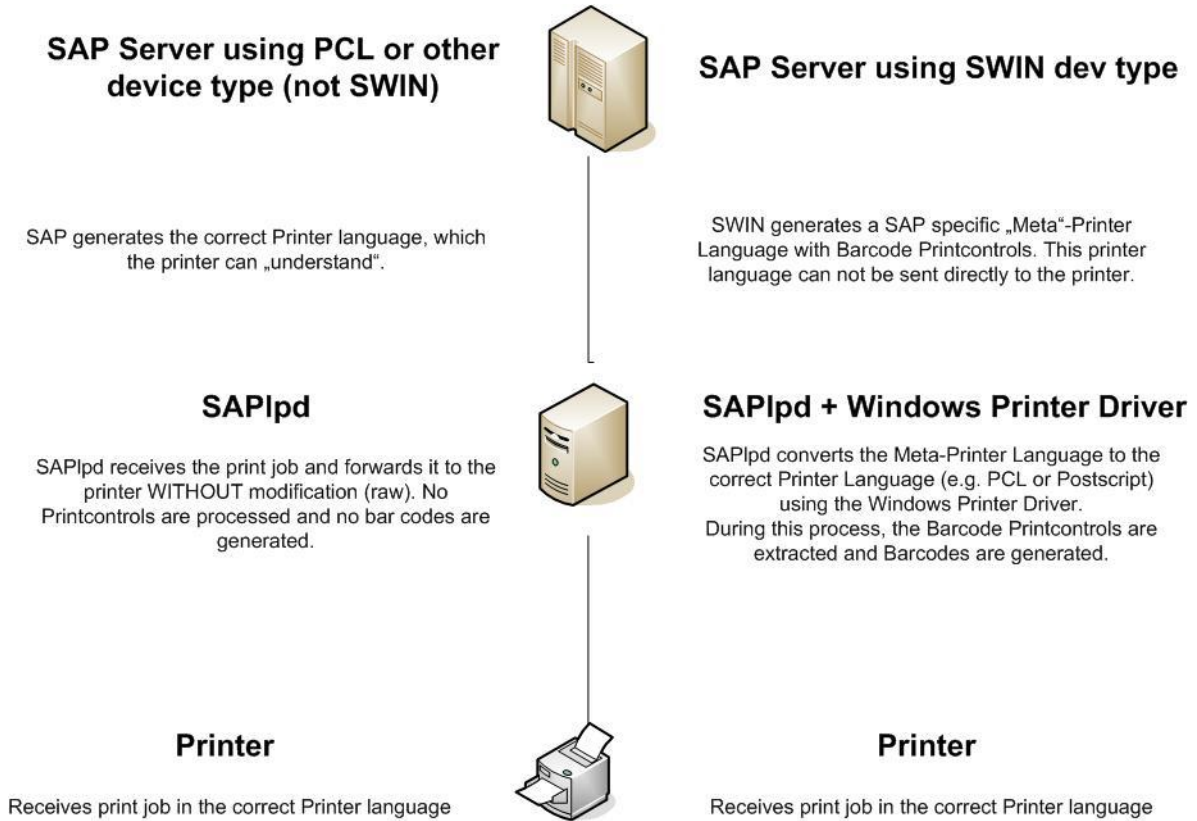 SAP Server using PCL or other
device type (not SWIN)
SAP Server using SWIN dev type
SAP generates the correct Printer language, which
the printer can „understand“.
SWIN generates a SAP specific „Meta“-Printer
Language with Barcode Printcontrols. This printer
language can not be sent directly to the printer.
SAPlpd
SAPlpd receives the print job and forwards it to the
printer WITHOUT modification (raw). No
Printcontrols are processed and no bar codes are
generated.
SAPlpd + Windows Printer Driver
SAPlpd converts the Meta-Printer Language to the
correct Printer Language (e.g. PCL or Postscript)
using the Windows Printer Driver.
During this process, the Barcode Printcontrols are
extracted and Barcodes are generated.
Printer
Receives print job in the correct Printer language
Printer
Receives print job in the correct Printer language